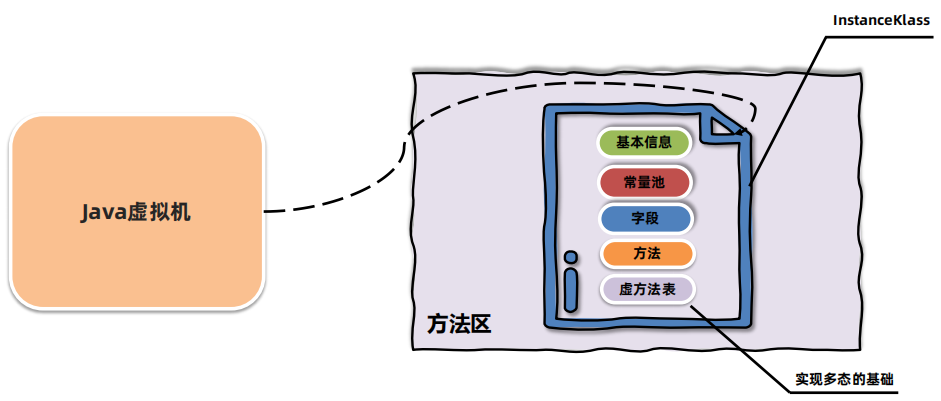 InstanceKlass
Java虚拟机
基本信息
常量池
字段
方法
虚方法表
方法区
实现多态的基础